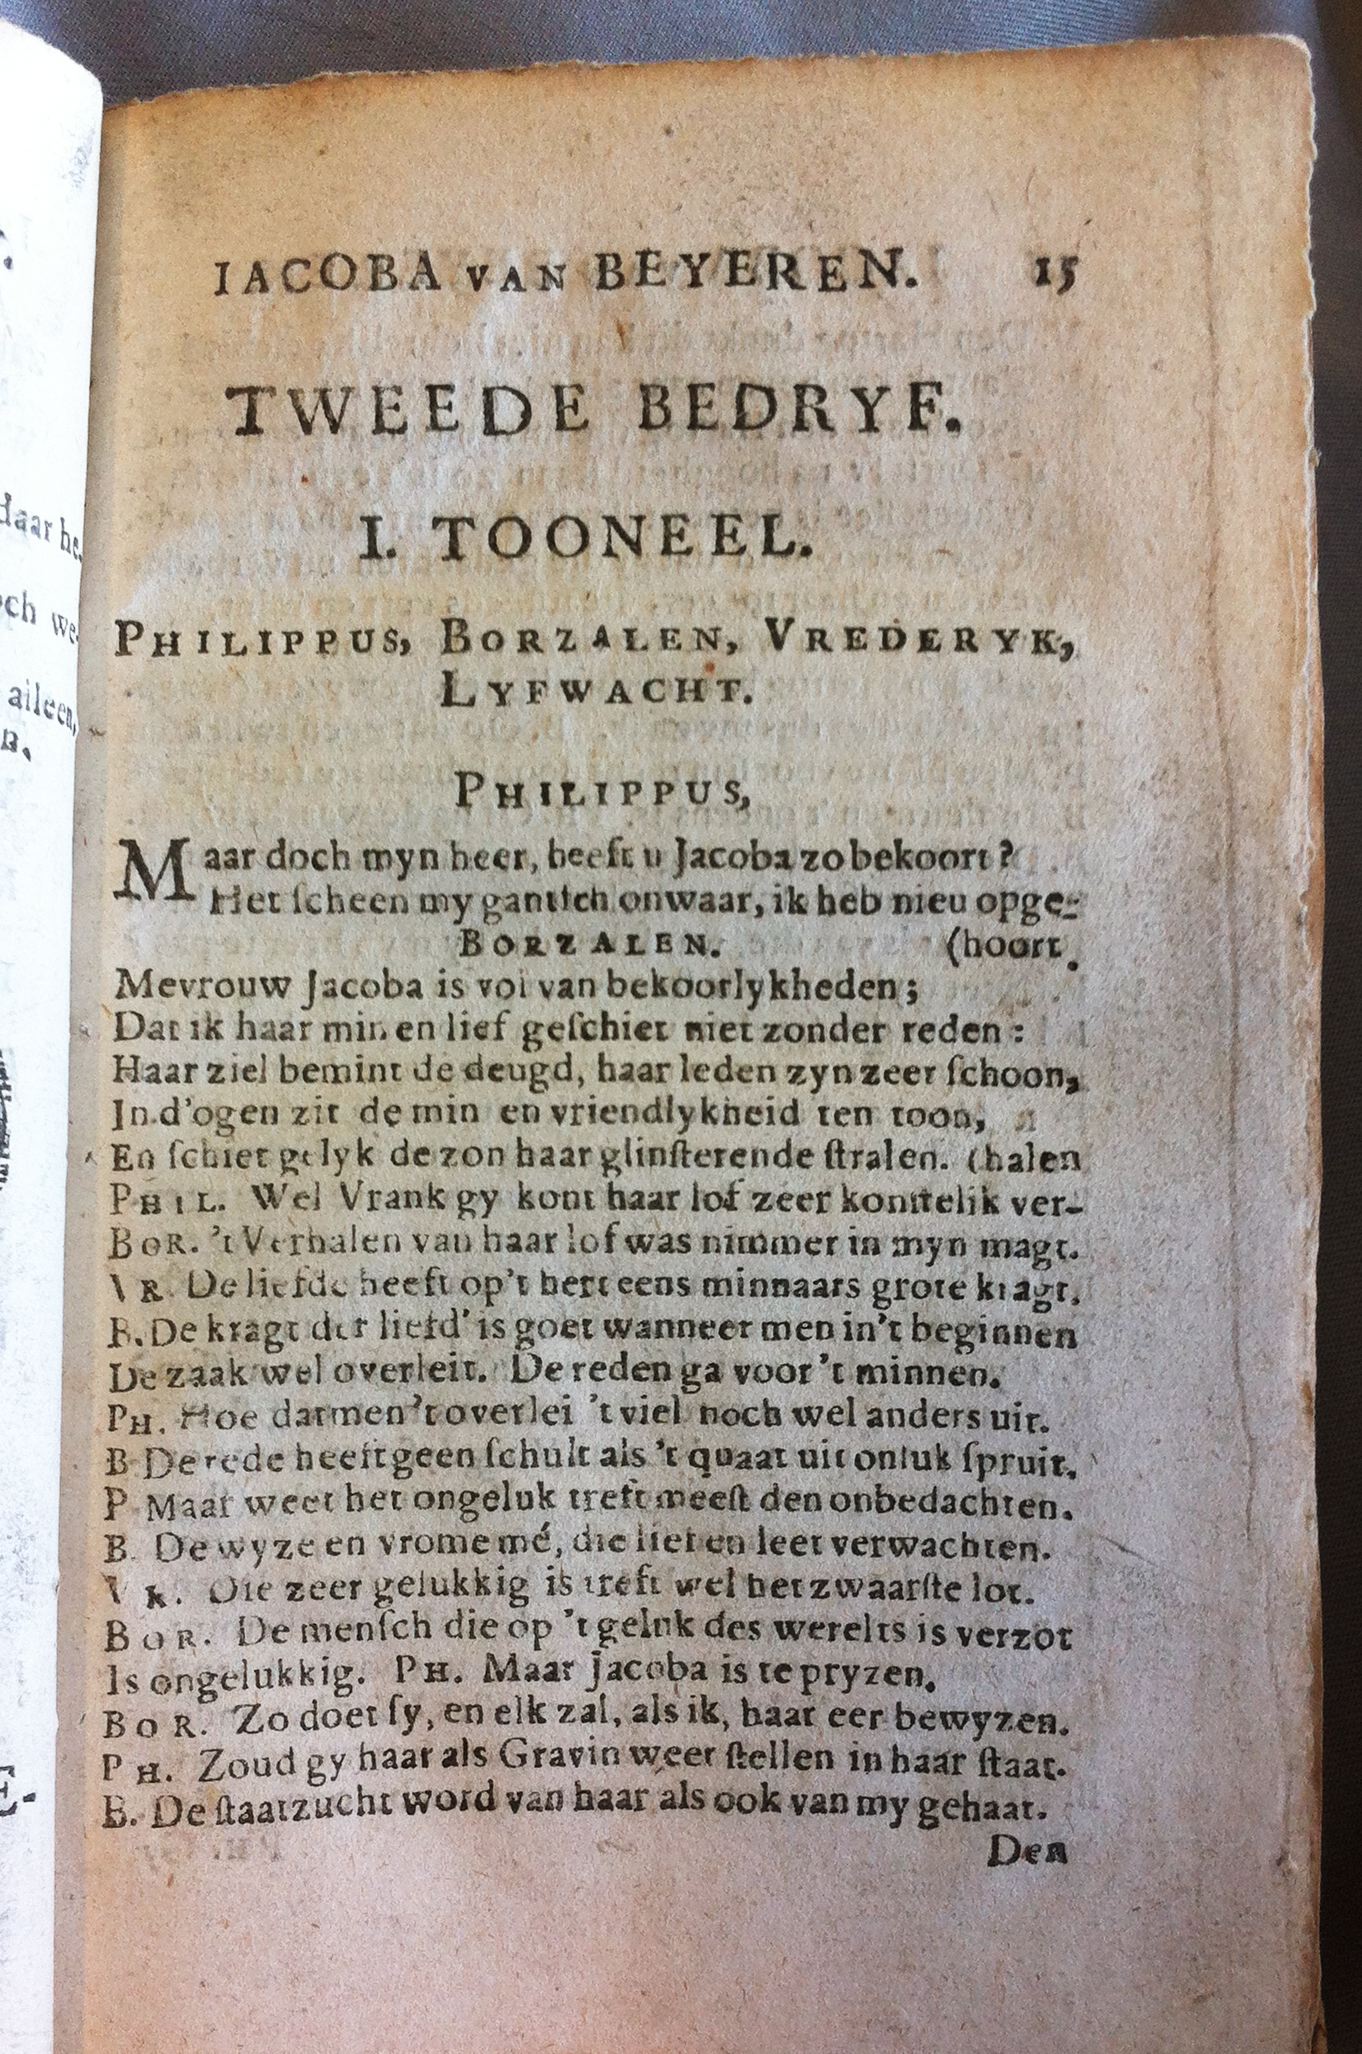 IACOBA VAN BEYEREN. 15
TWEEDE BEDRYF.
I. TOONEEL.
PHILIPPUS, BORZALEN, VREDERYK,
LYFWACHT.
PHILIPPUS,
Maar doch myn heer, heeft u Jacoba zo bekoort?
Het ſcheen my gantſch onwaar, ik heb nieu opge-
BORZALEN. (hoort.
Mevrouw Jacoba is vol van bekoorlykheden;
Dat ik haar min en lief geſchiet niet zonder reden:
Haar ziel bemint de deugd, haar leden zyn zeer ſchoon,
In d'ogen zit de min en vriendlykheid ten toon,
En ſchiet gelyk de zon haar glinſterende ſtralen. (halen
PHIL. Wel Vrank gy kont haar lof zeer konſtelik ver-
BOR. 't Verhalen van haar lof was nimmer in myn magt.
VR. De liefde heeft op 't hert eens minnaars grote kragt.
B. De kragt der liefd' is goet wanneer men in 't beginnen
De zaak wel overleit. De reden ga voor 't minnen.
PH. Hoe dat men 't overlei 't viel noch wel anders uit.
B De rede heeft geen ſchult als 't quaat uit onluk ſpruit.
P Maar weet het ongeluk treft meeſt den onbedachten.
B. De wyze en vrome mé, die liet en leet verwachten.
VR. Die zeer gelukkig is treft wel het zwaarſte lot.
BOR. De menſch die op 't geluk des werelts is verzot
Is ongelukkig. PH. Maar Jacoba is te pryzen.
BOR. Zo doet ſy, en elk zal, als ik, haar eer bewyzen.
PH. Zoud gy haar als Gravin weer ſtellen in haar ſtaat.
B. De ſtaatzucht word van haar als ook van my gehaat.
Den